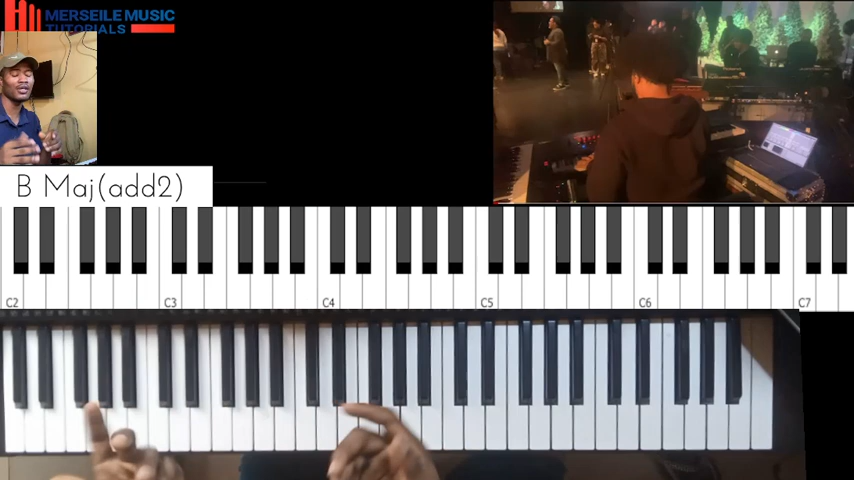 MERSEILE MUSIC
TUTORIALS
B Maj(add2)
C2 C3 C4 C5 C6 C7